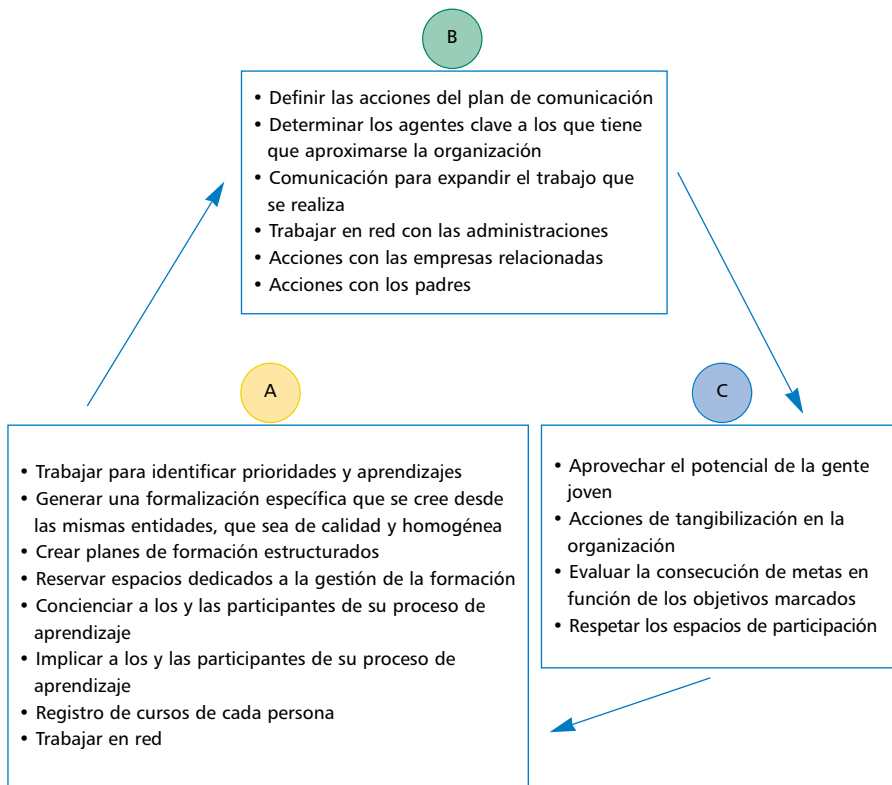 B
• Definir las acciones del plan de comunicación
• Determinar los agentes clave a los que tiene
que aproximarse la organización
• Comunicación para expandir el trabajo que
se realiza
• Trabajar en red con las administraciones
• Acciones con las empresas relacionadas
• Acciones con los padres
A
• Trabajar para identificar prioridades y aprendizajes
• Generar una formalización específica que se cree desde
las mismas entidades, que sea de calidad y homogénea
• Crear planes de formación estructurados
• Reservar espacios dedicados a la gestión de la formación
• Concienciar a los y las participantes de su proceso de
aprendizaje
• Implicar a los y las participantes de su proceso de
aprendizaje
• Registro de cursos de cada persona
• Trabajar en red
C
• Aprovechar el potencial de la gente
joven
• Acciones de tangibilización en la
organización
• Evaluar la consecución de metas en
función de los objetivos marcados
• Respetar los espacios de participación